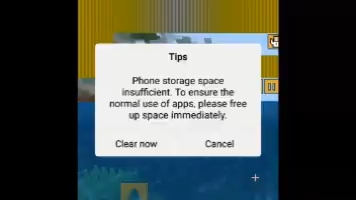 Tips
Phone storage space
insufficient. To ensure the
normal use of apps, please free
up space immediately.
Clear now
Cancel